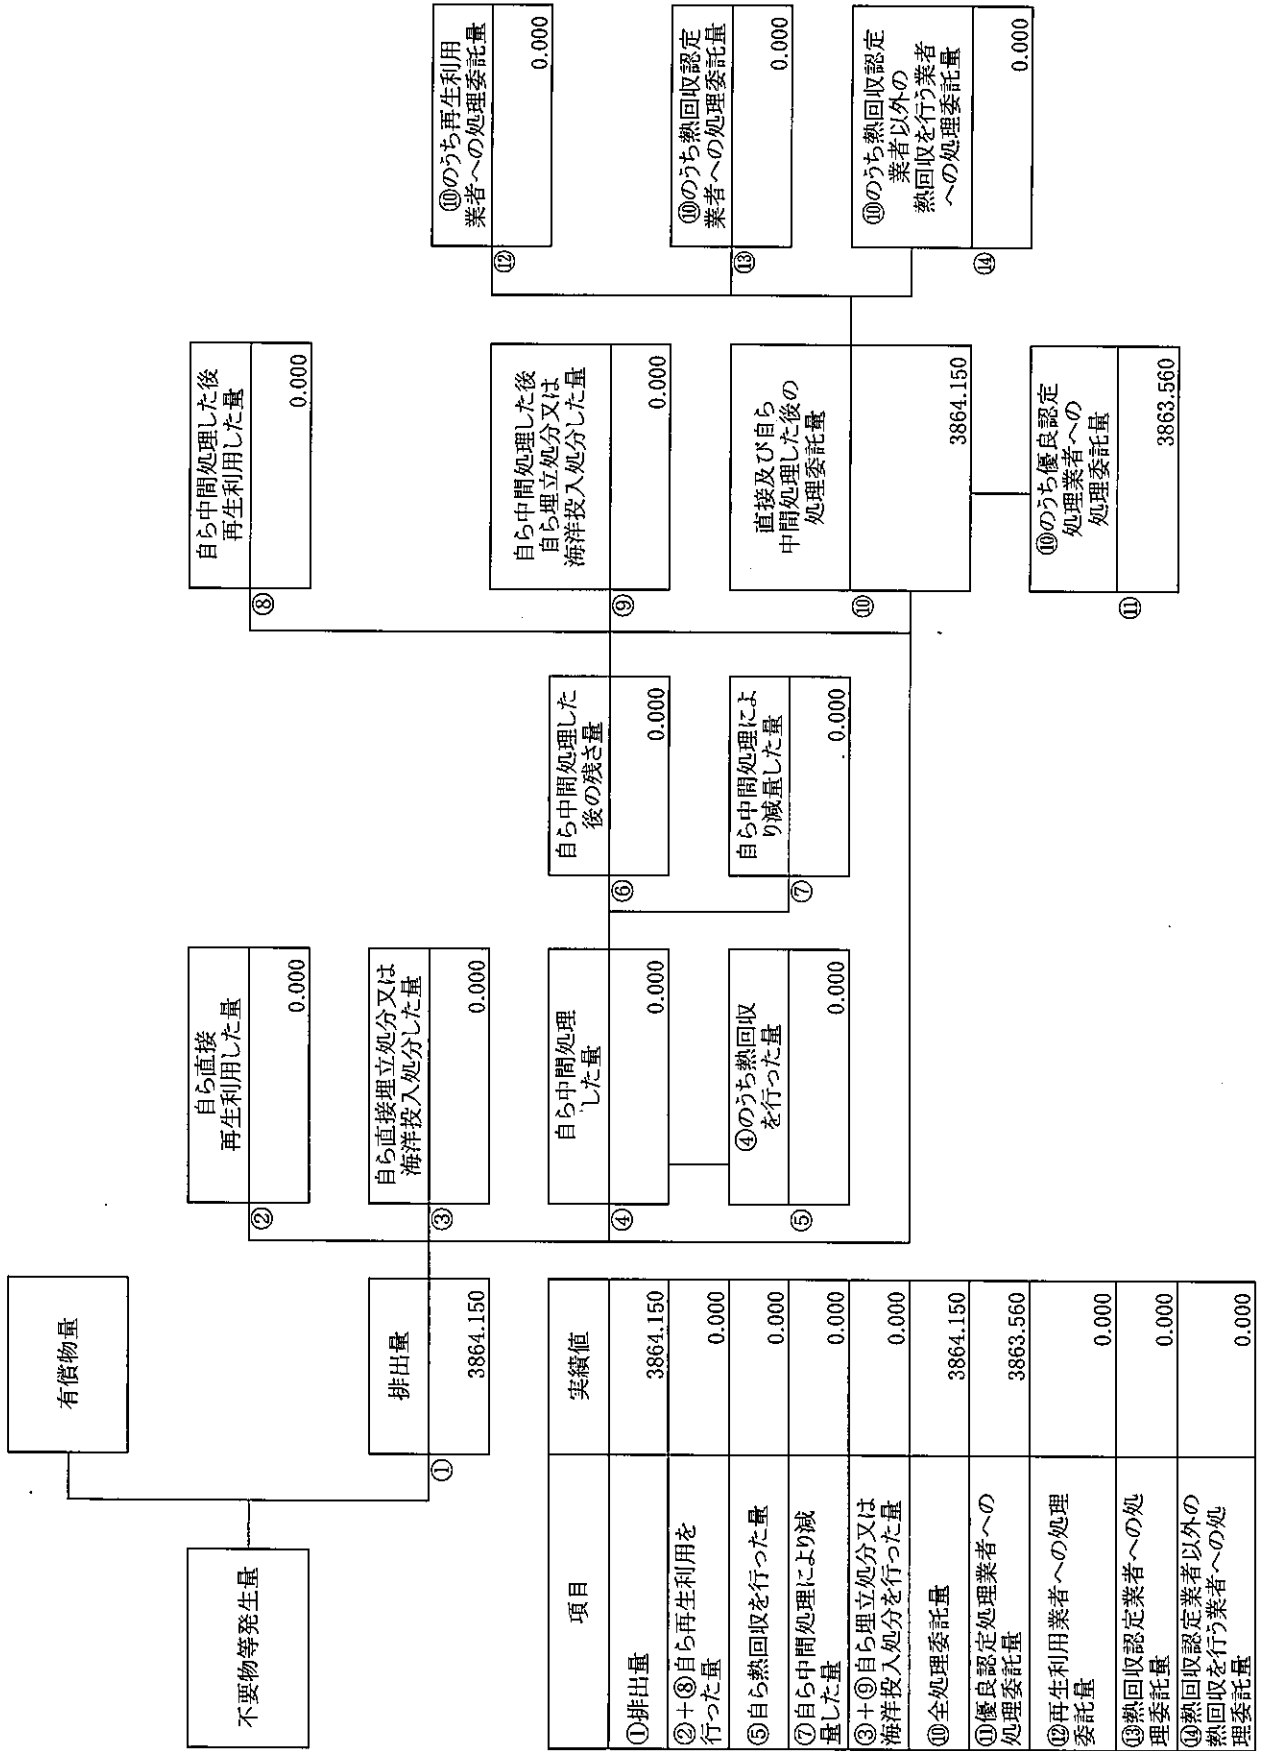 不要物等発生量
有償物量
①
排出量
3864.150
②
自ら直接
再生利用した量
0.000
③
自ら直接埋立処分又は
海洋投入処分した量
0.000
④
自ら中間処理
した量
0.000
⑤
④のうち熱回収
を行った量
0.000
⑥
自ら中間処理した
後の残さ量
0.000
⑦
自ら中間処理によ
り減量した量
0.000
⑧
自ら中間処理した後
再生利用した量
0.000
⑨
自ら中間処理した後
自ら埋立処分又は
海洋投入処分した量
0.000
⑩
直接及び自ら
中間処理した後の
処理委託量
3864.150
⑪
⑩のうち優良認定
処理業者への
処理委託量
3863.560
⑫
⑩のうち再生利用
業者への処理委託量
0.000
⑬
⑩のうち熱回収認定
業者への処理委託量
0.000
⑭
⑩のうち熱回収認定
業者以外の
熱回収を行う業者
への処理委託量
0.000
項目 実績値
①排出量 3864.150
②+⑧自ら再生利用を
行った量 0.000
⑤自ら熱回収を行った量 0.000
⑦自ら中間処理により減
量した量 0.000
③+⑨自ら埋立処分又は
海洋投入処分を行った量 0.000
⑩全処理委託量 3864.150
⑪優良認定処理業者への
処理委託量 3863.560
⑫再生利用業者への処理
委託量 0.000
⑬熱回収認定業者への処
理委託量 0.000
⑭熱回収認定業者以外の
熱回収を行う業者への処
理委託量 0.000